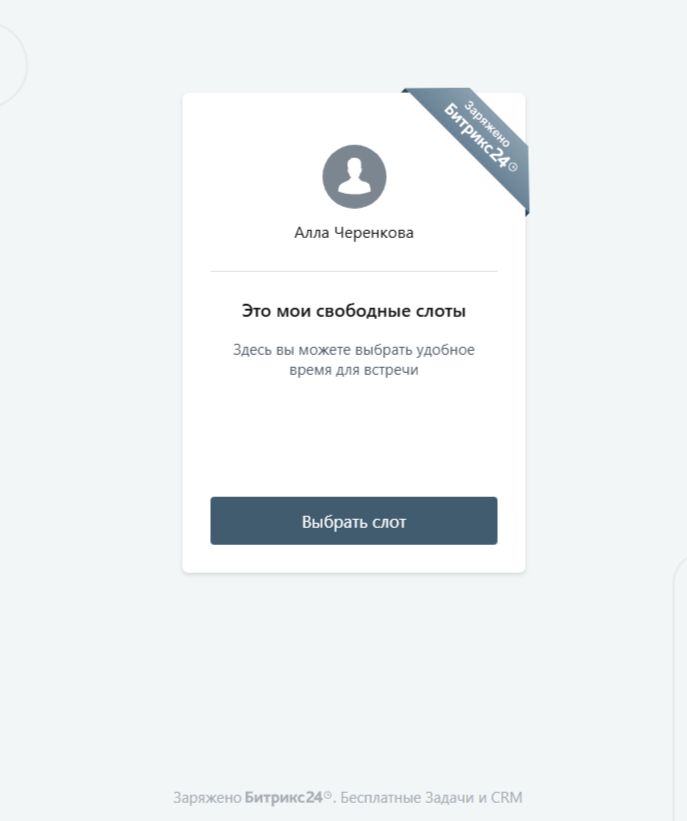 Заряжено
Битрикс24
Алла Черенкова
Это мои свободные слоты
Здесь вы можете выбрать удобное
время для встречи
Выбрать слот
Заряжено Битрикс24. Бесплатные Задачи и CRM